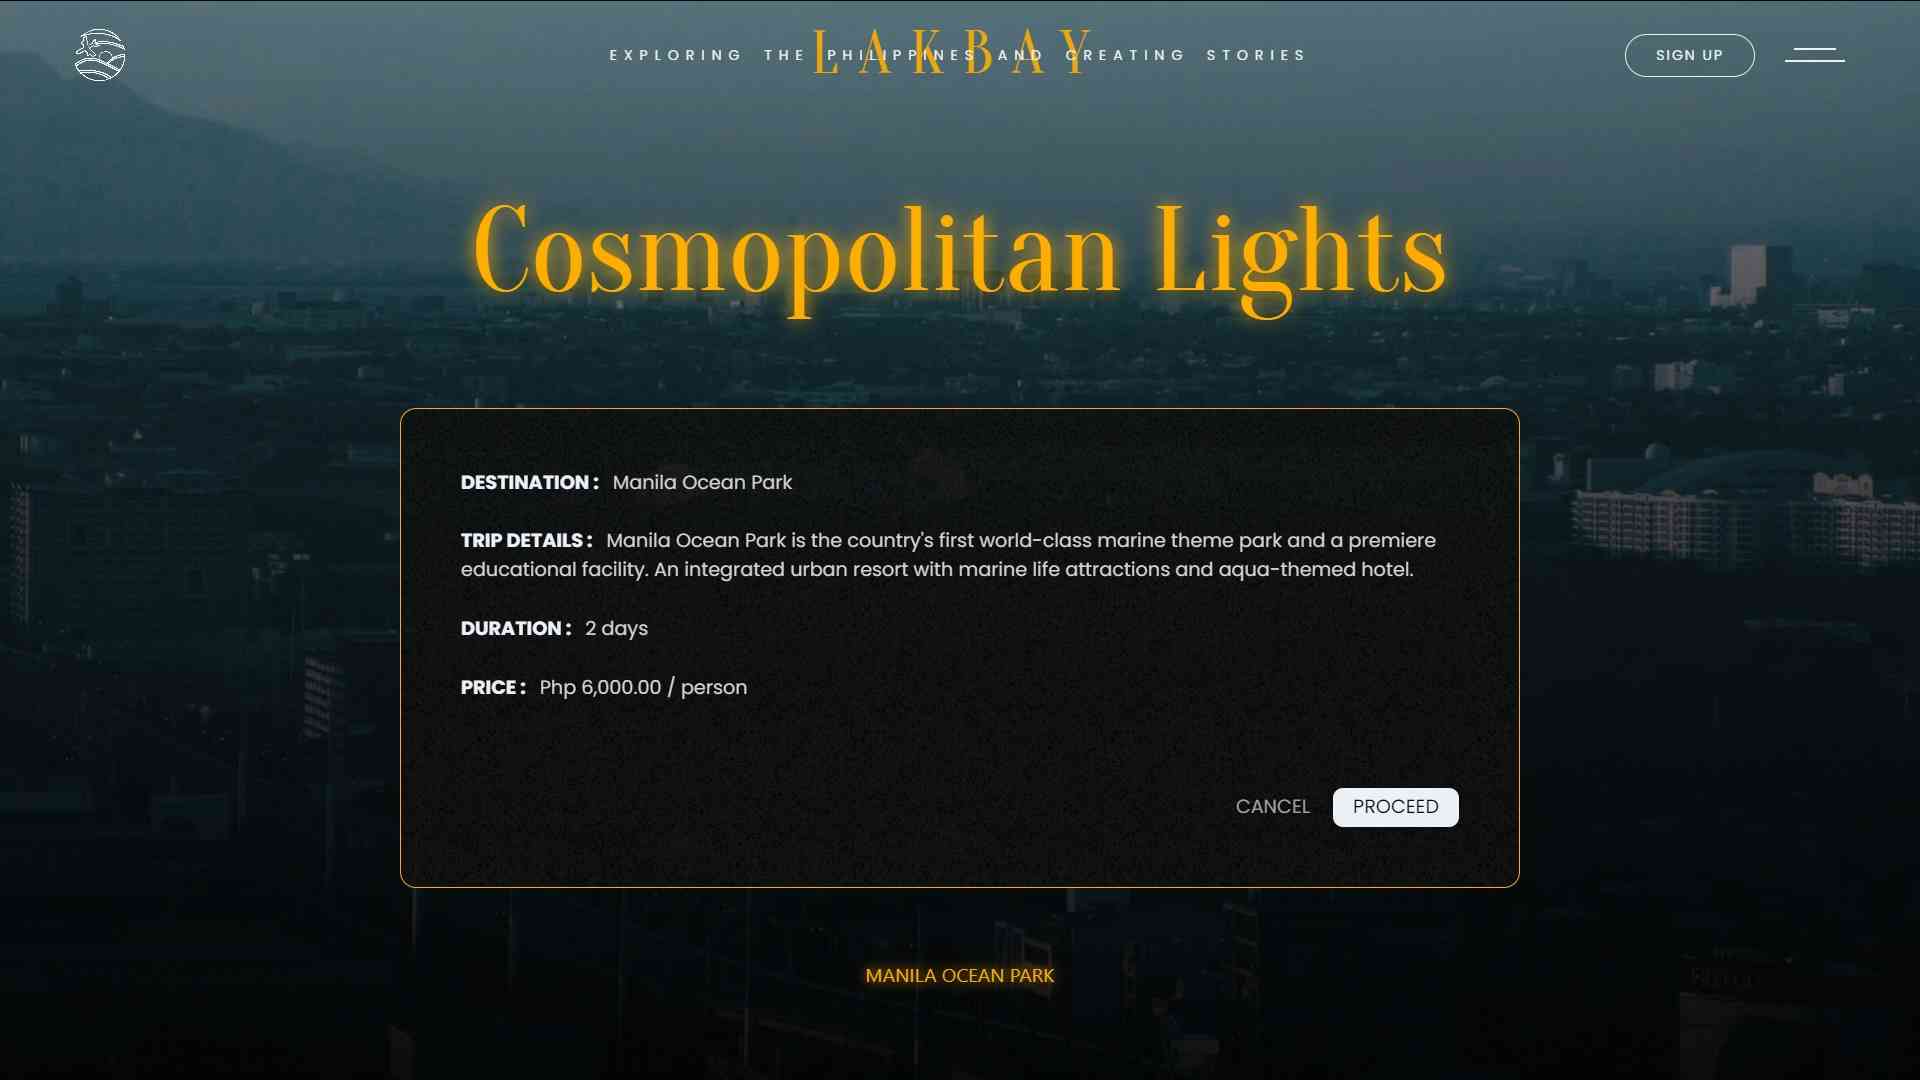 LAKBAY
EXPLORING THE PHILIPPINES AND CREATING STORIES
SIGN UP
Cosmopolitan Lights
DESTINATION : Manila Ocean Park
TRIP DETAILS : Manila Ocean Park is the country's first world-class marine theme park and a premiere
educational facility. An integrated urban resort with marine life attractions and aqua-themed hotel.
DURATION : 2 days
PRICE : Php 6,000.00 / person
CANCEL
PROCEED
MANILA OCEAN PARK